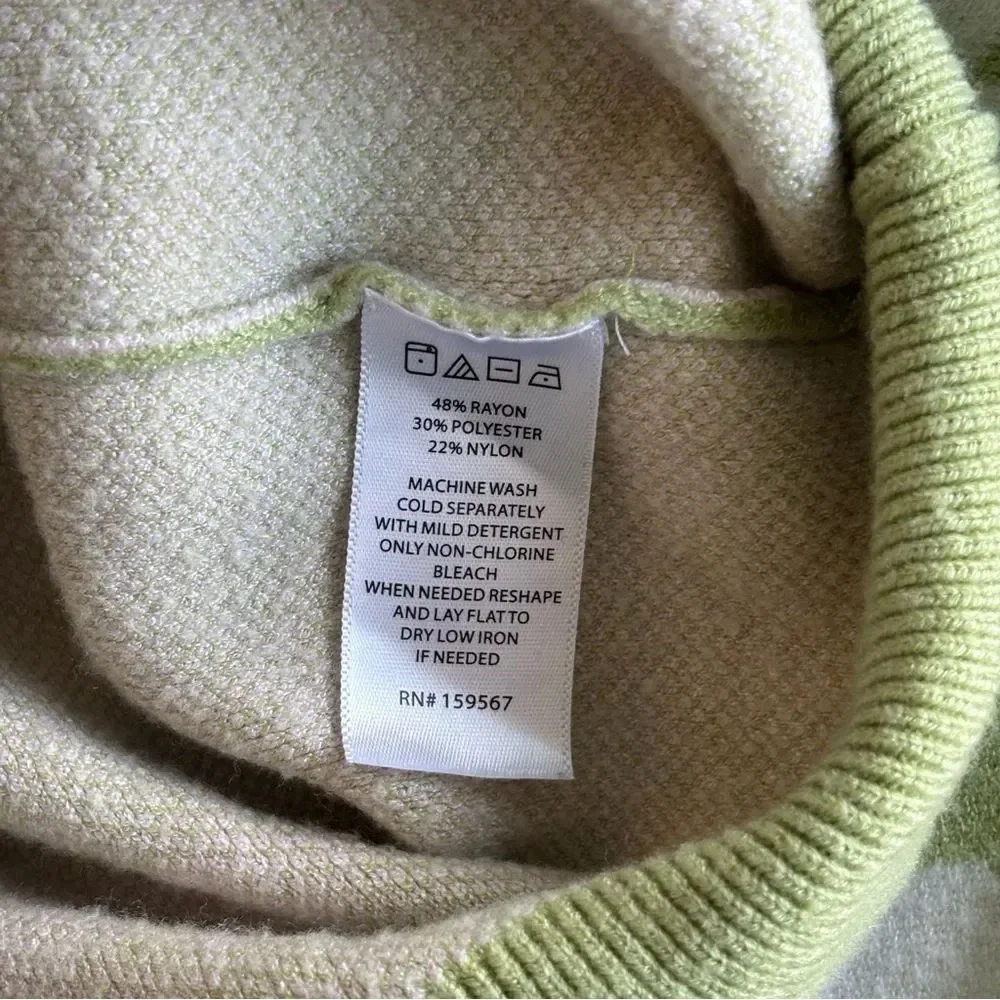 48% RAYON
30% POLYESTER
22% NYLON
MACHINE WASH
COLD SEPARATELY
WITH MILD DETERGENT
ONLY NON-CHLORINE
BLEACH
WHEN NEEDED RESHAPE
AND LAY FLAT TO
DRY LOW IRON
IF NEEDED
RN# 159567